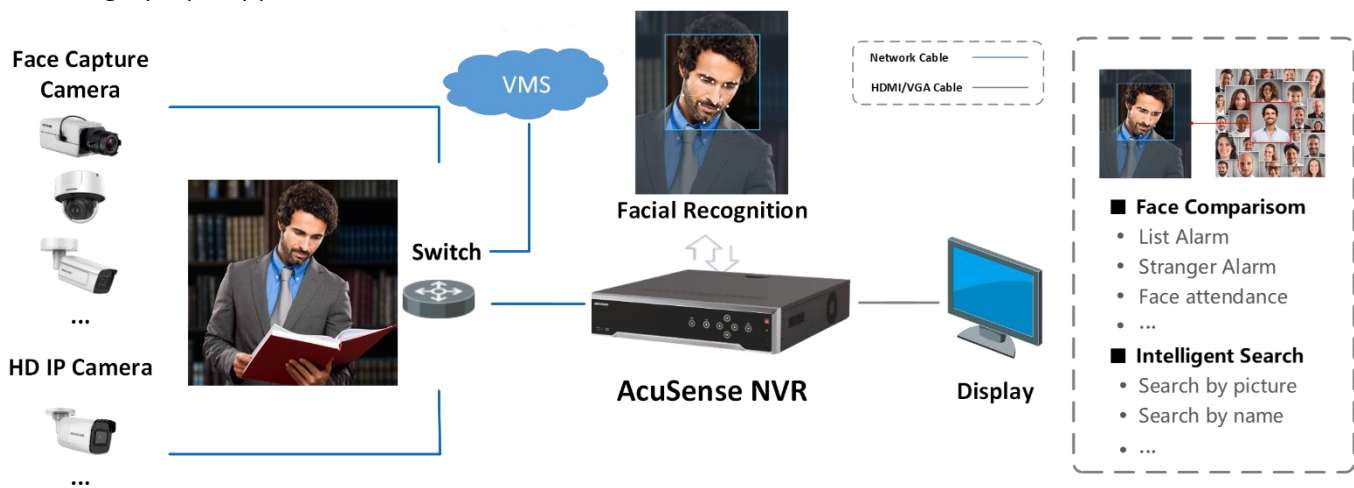 Face Capture
Camera
...
HD IP Camera
...
Switch
VMS
Facial Recognition
AcuSense NVR
Display
Network Cable
HDMI/VGA Cable
■ Face Comparisom
• List Alarm
• Stranger Alarm
• Face attendance
• ...
■ Intelligent Search
• Search by picture
• Search by name
• ...